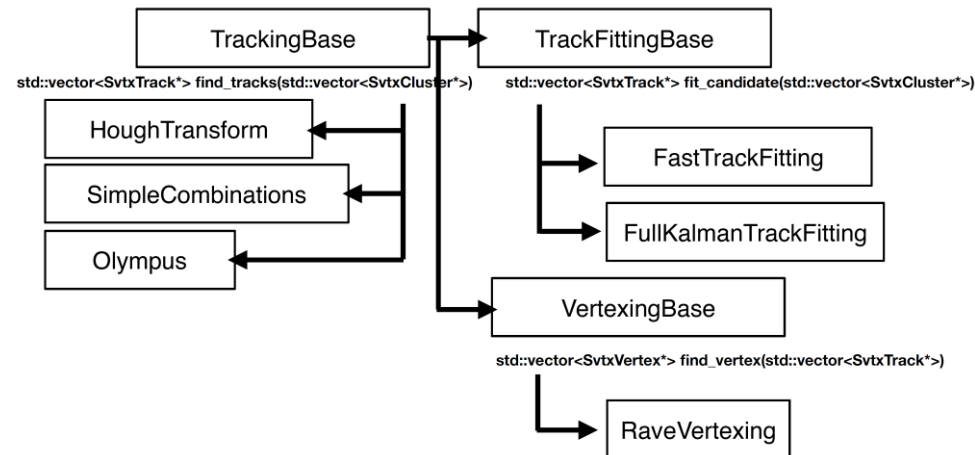 TrackingBase
TrackFittingBase
std::vector<SvtxTrack*> find_tracks(std::vector<SvtxCluster*>)
std::vector<SvtxTrack*> fit_candidate(std::vector<SvtxCluster*>)
HoughTransform
FastTrackFitting
SimpleCombinations
FullKalmanTrackFitting
Olympus
VertexingBase
std::vector<SvtxVertex*> find_vertex(std::vector<SvtxTrack*>)
RaveVertexing